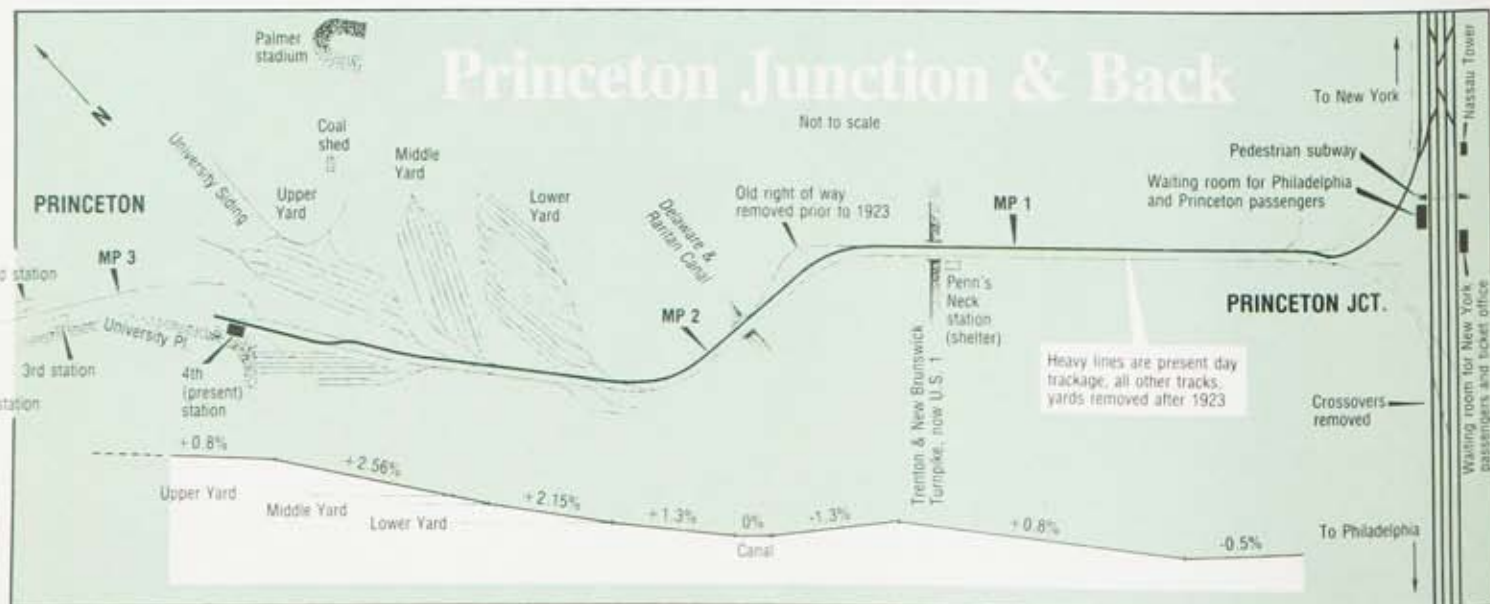 Princeton Junction & Back
Not to scale
N
Palmer
stadium
Coal
shed
University Siding
Upper
Yard
Middle
Yard
Lower
Yard
Delaware &
Raritan Canal
Old right of way
removed prior to 1923
MP 1
To New York
Nassau Tower
Pedestrian subway
Waiting room for Philadelphia
and Princeton passengers
PRINCETON
MP 3
station
University Pl.
3rd station
station
4th
(present)
station
MP 2
Penn's
Neck
station
(shelter)
Trenton & New Brunswick
Turnpike, now U.S. 1
PRINCETON JCT.
Heavy lines are present day
trackage, all other tracks,
yards removed after 1923
Crossovers
removed
Waiting room for New York
passengers and ticket office
To Philadelphia
+0.8%
+2.56%
+2.15%
+1.3%
0%
-1.3%
+0.8%
-0.5%
Upper Yard
Middle Yard
Lower Yard
Canal